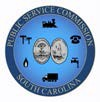 PUBLIC SERVICE COMMISSION
SOUTH CAROLINA